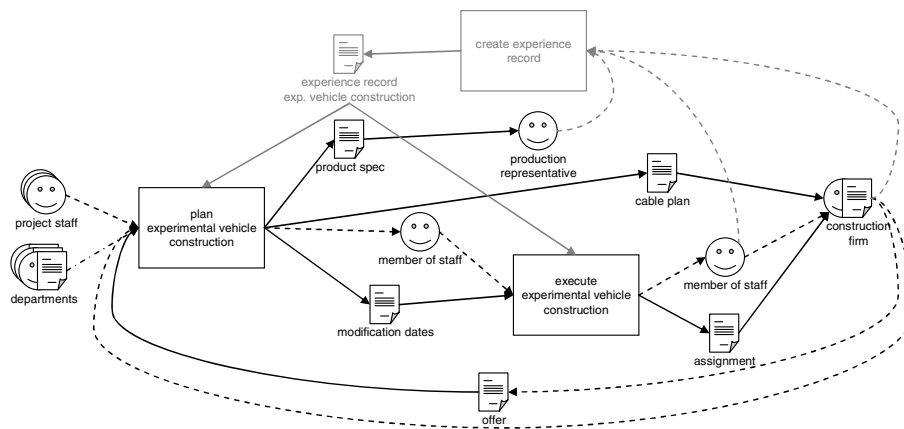 create experience
record
experience record
exp. vehicle construction
product spec
production
representative
project staff
plan
experimental vehicle
construction
cable plan
construction
firm
member of staff
departments
execute
experimental vehicle
construction
member of staff
modification dates
assignment
offer